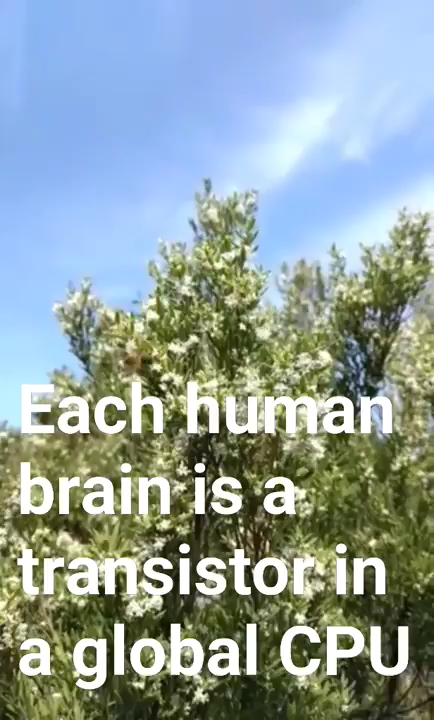 Each human
brain is a
transistor in
a global CPU